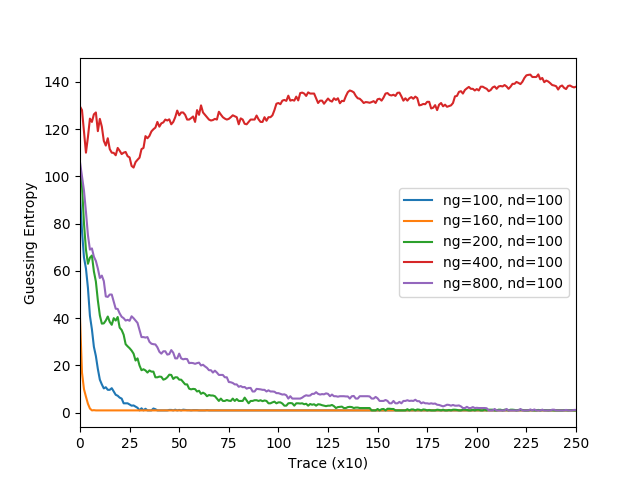 140
120
100
80
60
40
20
0
Guessing Entropy
ng=100, nd=100
ng=160, nd=100
ng=200, nd=100
ng=400, nd=100
ng=800, nd=100
0 25 50 75 100 125 150 175 200 225 250
Trace (x10)